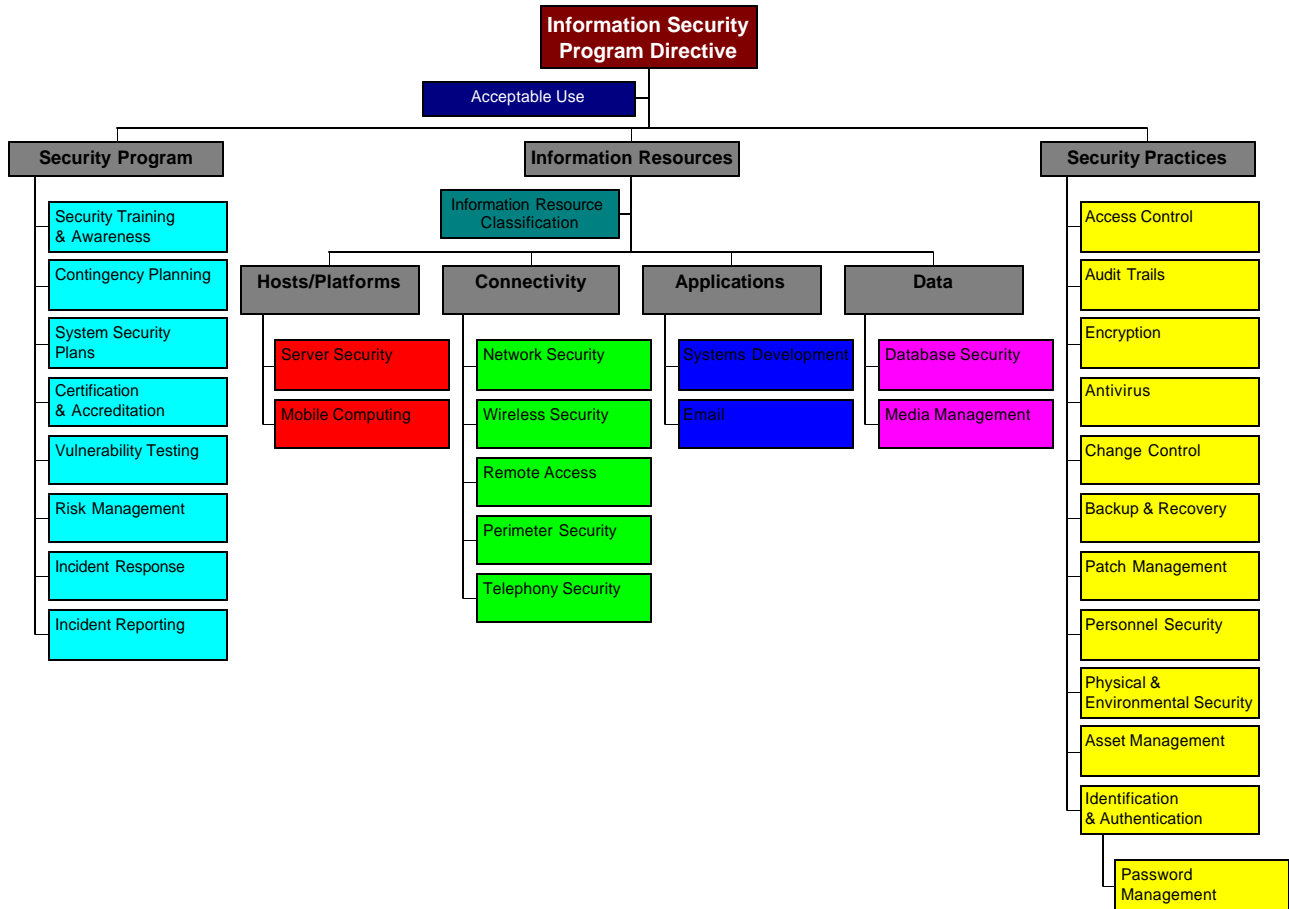 Information Security
Program Directive
Acceptable Use
Security Program
Information Resources
Security Practices
Information Resource
Classification
Security Training
& Awareness
Contingency Planning
System Security
Plans
Certification
& Accreditation
Vulnerability Testing
Risk Management
Incident Response
Incident Reporting
Hosts/Platforms
Server Security
Mobile Computing
Connectivity
Network Security
Wireless Security
Remote Access
Perimeter Security
Telephony Security
Applications
Systems Development
Email
Data
Database Security
Media Management
Access Control
Audit Trails
Encryption
Antivirus
Change Control
Backup & Recovery
Patch Management
Personnel Security
Physical &
Environmental Security
Asset Management
Identification
& Authentication
Password
Management